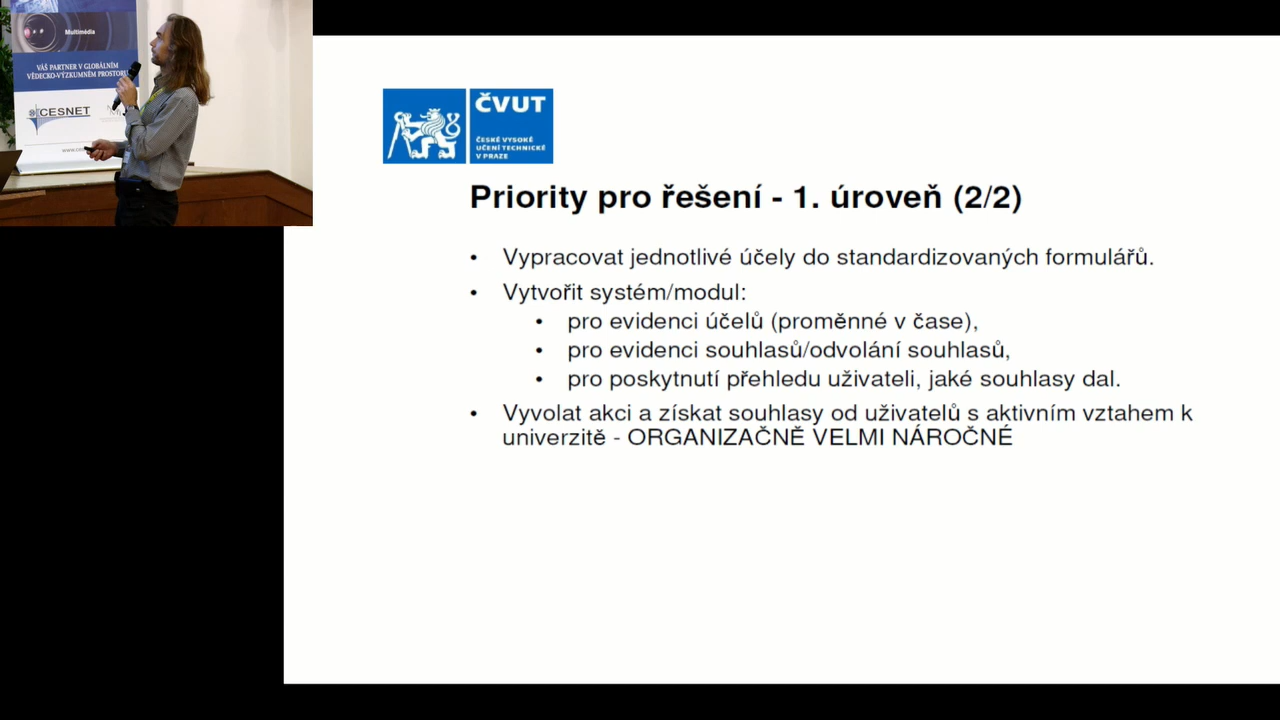 Multimédia
VÁŠ PARTNER V GLOBÁLNÍM
VĚDECKO-VÝZKUMNÉM PROSTORU
CESNET
ČVUT
ČESKÉ VYSOKÉ
UČENÍ TECHNICKÉ
V PRAZE
Priority pro řešení - 1. úroveň (2/2)
• Vypracovat jednotlivé účely do standardizovaných formulářů.
• Vytvořit systém/modul:
• pro evidenci účelů (proměnné v čase),
• pro evidenci souhlasů/odvolání souhlasů,
• pro poskytnutí přehledu uživateli, jaké souhlasy dal.
• Vyvolat akci a získat souhlasy od uživatelů s aktivním vztahem k
univerzitě - ORGANIZAČNĚ VELMI NÁROČNÉ